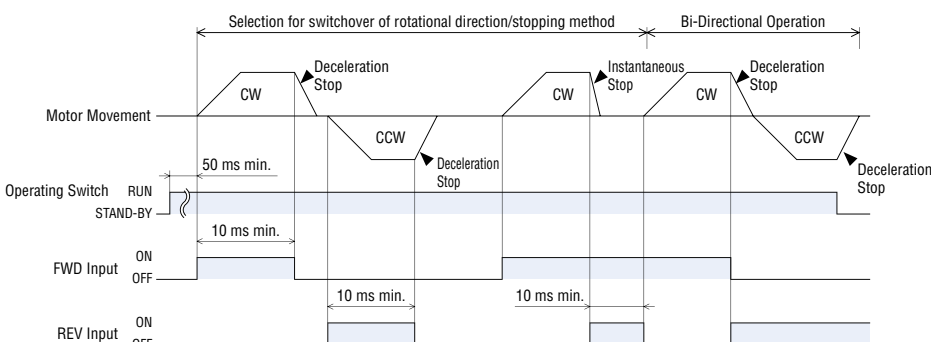 Selection for switchover of rotational direction/stopping method
Bi-Directional Operation
Deceleration
Stop
Instantaneous
Stop
Deceleration
Stop
CW
CW
CW
Motor Movement
CCW
CCW
Deceleration
Stop
Deceleration
Stop
50 ms min.
Operating Switch
RUN
STAND-BY
10 ms min.
FWD Input
ON
OFF
10 ms min.
10 ms min.
REV Input
ON
OFF